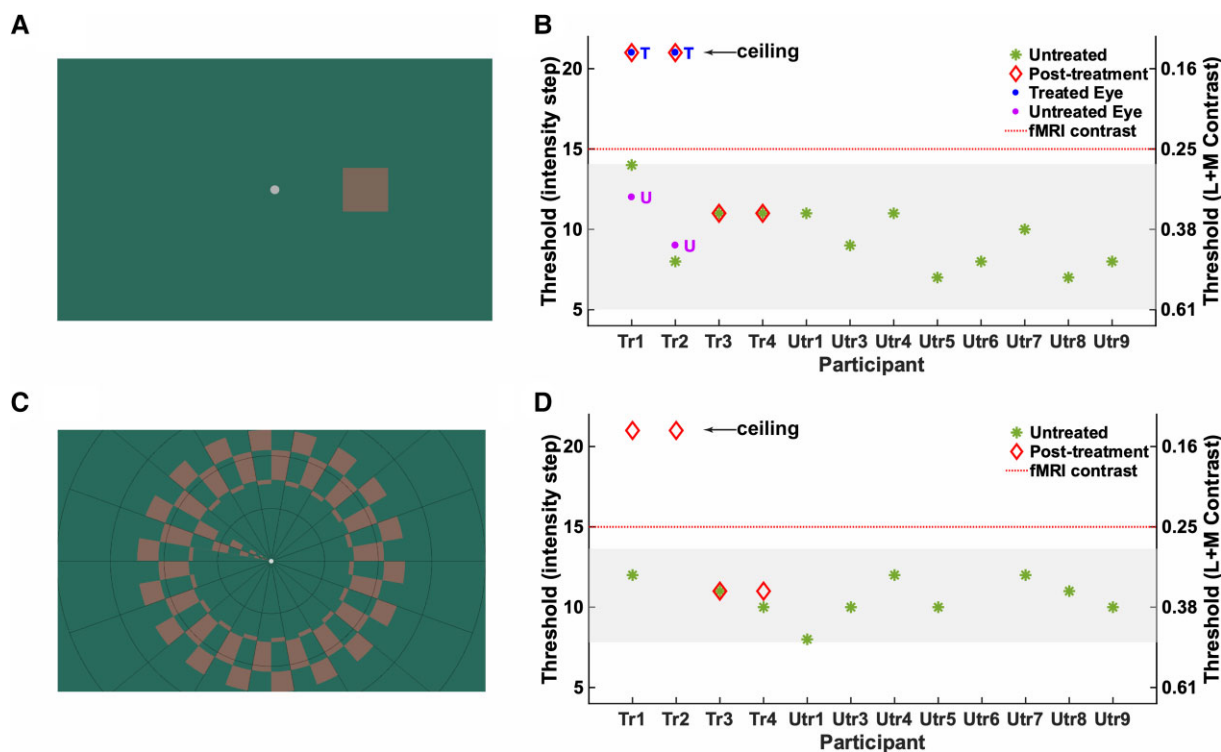 A
B
Threshold (intensity step)
20
15
10
5
ceiling
T
T
U
U
Untreated
Post-treatment
Treated Eye
Untreated Eye
fMRI contrast
0.16
0.25
0.38
0.61
Threshold (L+M Contrast)
Tr1 Tr2 Tr3 Tr4 Utr1 Utr3 Utr4 Utr5 Utr6 Utr7 Utr8 Utr9
Participant
C
D
Threshold (intensity step)
20
15
10
5
ceiling
Untreated
Post-treatment
fMRI contrast
0.16
0.25
0.38
0.61
Threshold (L+M Contrast)
Tr1 Tr2 Tr3 Tr4 Utr1 Utr3 Utr4 Utr5 Utr6 Utr7 Utr8 Utr9
Participant